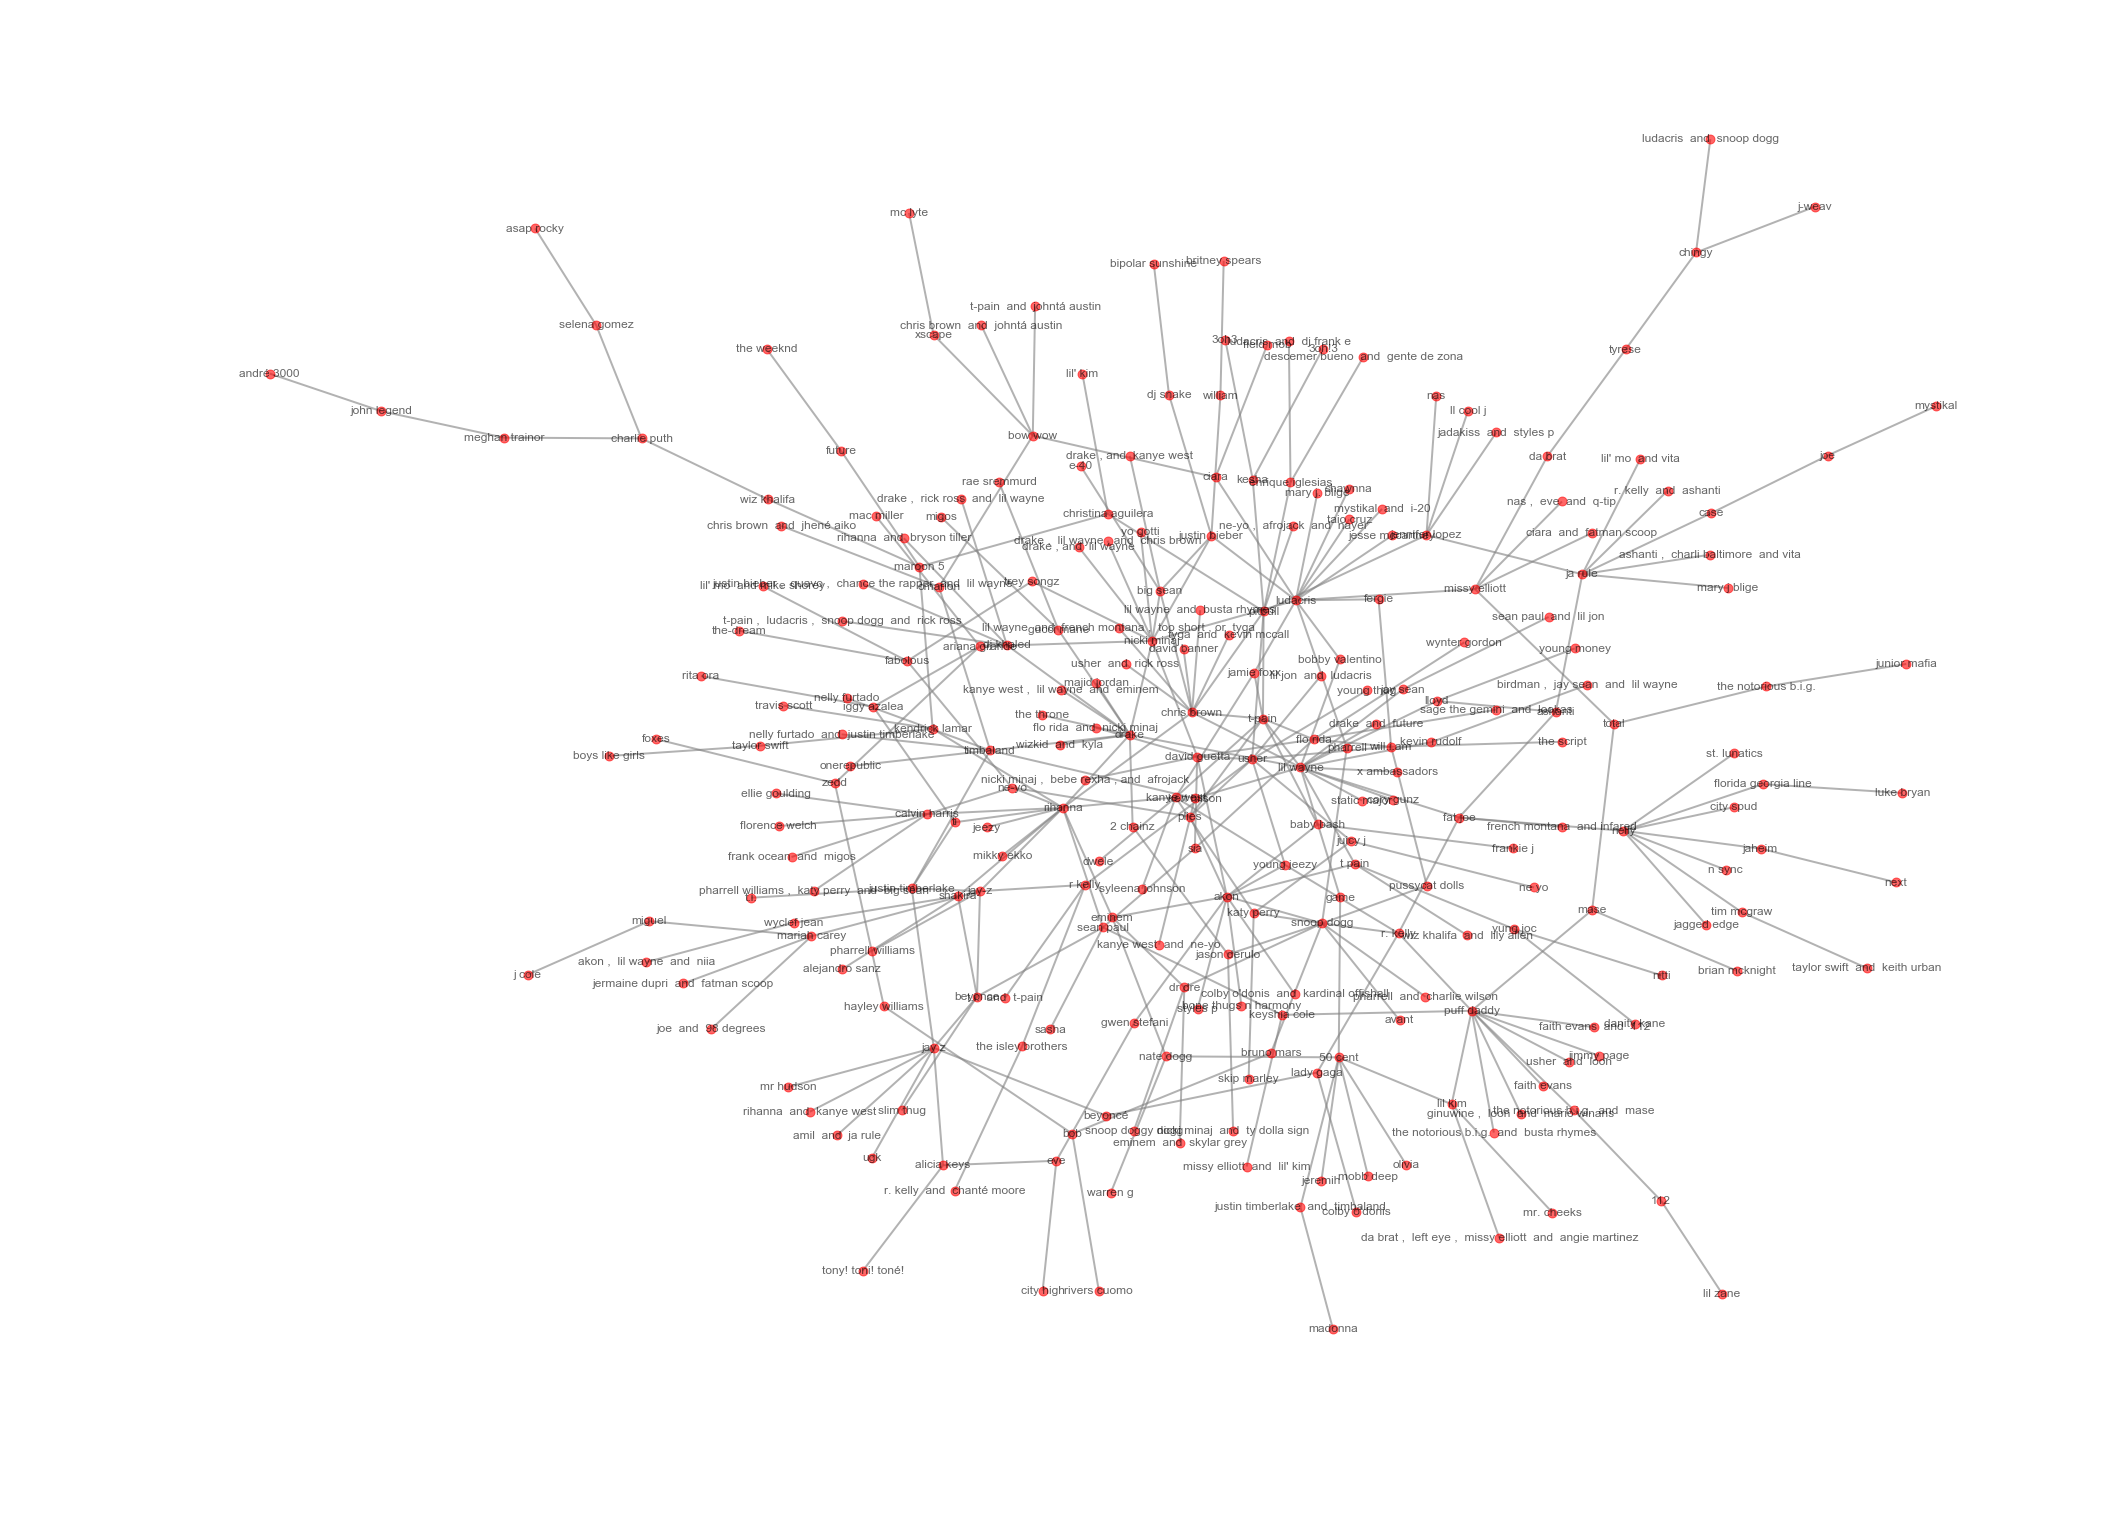 ludacris  and  snoop dogg
j-weav
mc lyte
asap rocky
chingy
bipolar sunshine
britney spears
t-pain  and  johntá austin
selena gomez
chris brown  and  johntá austin
xscape
3oh3
ludacris  and  dj frank e
field mob
3oh!3
the weeknd
tyrese
descemer bueno  and  gente de zona
andré 3000
lil' kim
dj snake
william
nas
mystikal
john legend
ll cool j
meghan trainor
charlie puth
bow wow
jadakiss  and  styles p
future
drake , and  kanye west
da brat
lil' mo  and vita
joe
e-40
ciara
kesha
rae sremmurd
enrique iglesias
mary j. blige
shawnna
r. kelly  and  ashanti
wiz khalifa
drake ,  rick ross  and  lil wayne
nas ,  eve  and  q-tip
mac miller
migos
christina aguilera
mystikal  and  i-20
case
chris brown  and  jhené aiko
taio cruz
ne-yo ,  afrojack  and  nayer
rihanna  and  bryson tiller
yo gotti
justin bieber
jesse mccartney
jennifer lopez
ciara  and  fatman scoop
drake ,  lil wayne  and  chris brown
drake , and lil wayne
ashanti ,  charli baltimore  and vita
maroon 5
ja rule
lil' mo  and mike shorey
justin bieber ,  quavo ,  chance the rapper  and  lil wayne
omarion
trey songz
big sean
missy elliott
mary j blige
ludacris
fergie
pitbull
lil wayne  and  busta rhymes
sean paul  and  lil jon
t-pain ,  ludacris ,  snoop dogg  and  rick ross
the-dream
gucci mane
lil wayne  and  french montana ,  too short  or  tyga
tyga  and  kevin mccall
nicki minaj
wynter gordon
ariana grande
dj khaled
david banner
young money
fabolous
usher  and  rick ross
bobby valentino
junior mafia
rita ora
jamie foxx
lil jon  and  ludacris
majid jordan
kanye west ,  lil wayne  and  eminem
young thug
jay sean
birdman ,  jay sean  and  lil wayne
the notorious b.i.g.
nelly furtado
travis scott
iggy azalea
lloyd
sage the gemini  and  lookas
ashanti
the throne
chris brown
t-pain
drake  and  future
total
flo rida  and  nicki minaj
kendrick lamar
nelly furtado  and  justin timberlake
drake
foxes
taylor swift
wizkid  and  kyla
flo rida
pharrell
will.i.am
kevin rudolf
the script
timbaland
boys like girls
david guetta
usher
st. lunatics
onerepublic
lil wayne
x ambassadors
zedd
nicki minaj ,  bebe rexha , and afrojack
ne-yo
florida georgia line
ellie goulding
luke bryan
kanye west
static major
cory gunz
rihanna
city spud
calvin harris
plies
fat joe
florence welch
jeezy
2 chainz
baby bash
french montana  and infared
nelly
juicy j
frankie j
jaheim
frank ocean  and  migos
mikky ekko
dwele
sia
young jeezy
t pain
n sync
next
pharrell williams ,  katy perry  and  big sean
t.i.
justin timberlake
jay-z
shakira
r kelly
syleena johnson
akon
game
pussycat dolls
ne yo
mase
tim mcgraw
miguel
wyclef jean
eminem
katy perry
snoop dogg
jagged edge
mariah carey
sean paul
r. kelly
wiz khalifa  and  lily allen
yung joc
pharrell williams
kanye west  and  ne-yo
jason derulo
akon ,  lil wayne  and  niia
alejandro sanz
j cole
nitti
brian mcknight
taylor swift  and  keith urban
jermaine dupri  and  fatman scoop
dr dre
colby o'donis  and  kardinal offishall
pharrell  and  charlie wilson
beyonce
hayley williams
styles p
bone thugs n harmony
keyshia cole
avant
puff daddy
joe  and  98 degrees
sasha
gwen stefani
danity kane
the isley brothers
jay z
nate dogg
bruno mars
50 cent
usher  and  loon
jimmy page
lady gaga
skip marley
mr hudson
faith evans
rihanna  and  kanye west
slim thug
beyoncé
lil kim
the notorious b.i.g.  and  mase
ginuwine ,  loon  and  mario winans
bob
snoop doggy dogg
nicki minaj  and  ty dolla sign
the notorious b.i.g.  and  busta rhymes
amil  and  ja rule
eminem  and  skylar grey
ugk
eve
alicia keys
missy elliott  and  lil' kim
olivia
jeremih
mobb deep
r. kelly  and  chanté moore
warren g
112
justin timberlake  and  timbaland
colby o'donis
mr. cheeks
da brat ,  left eye ,  missy elliott  and  angie martinez
tony! toni! toné!
city high
rivers cuomo
lil zane
madonna